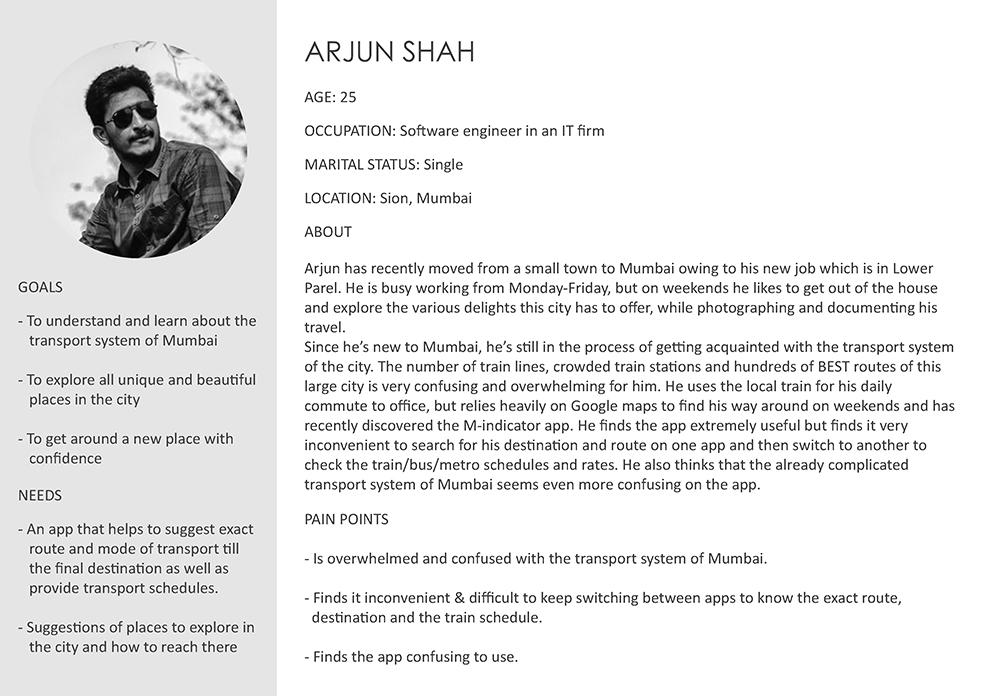 ARJUN SHAH
AGE: 25
OCCUPATION: Software engineer in an IT firm
MARITAL STATUS: Single
LOCATION: Sion, Mumbai
ABOUT
Arjun has recently moved from a small town to Mumbai owing to his new job which is in Lower
Parel. He is busy working from Monday-Friday, but on weekends he likes to get out of the house
and explore the various delights this city has to offer, while photographing and documenting his
travel.
Since he’s new to Mumbai, he’s still in the process of getting acquainted with the transport system
of the city. The number of train lines, crowded train stations and hundreds of BEST routes of this
large city is very confusing and overwhelming for him. He uses the local train for his daily
commute to office, but relies heavily on Google maps to find his way around on weekends and has
recently discovered the M-indicator app. He finds the app extremely useful but finds it very
inconvenient to search for his destination and route on one app and then switch to another to
check the train/bus/metro schedules and rates. He also thinks that the already complicated
transport system of Mumbai seems even more confusing on the app.
PAIN POINTS
- Is overwhelmed and confused with the transport system of Mumbai.
- Finds it inconvenient & difficult to keep switching between apps to know the exact route,
destination and the train schedule.
- Finds the app confusing to use.
GOALS
- To understand and learn about the
transport system of Mumbai
- To explore all unique and beautiful
places in the city
- To get around a new place with
confidence
NEEDS
- An app that helps to suggest exact
route and mode of transport till
the final destination as well as
provide transport schedules.
- Suggestions of places to explore in
the city and how to reach there